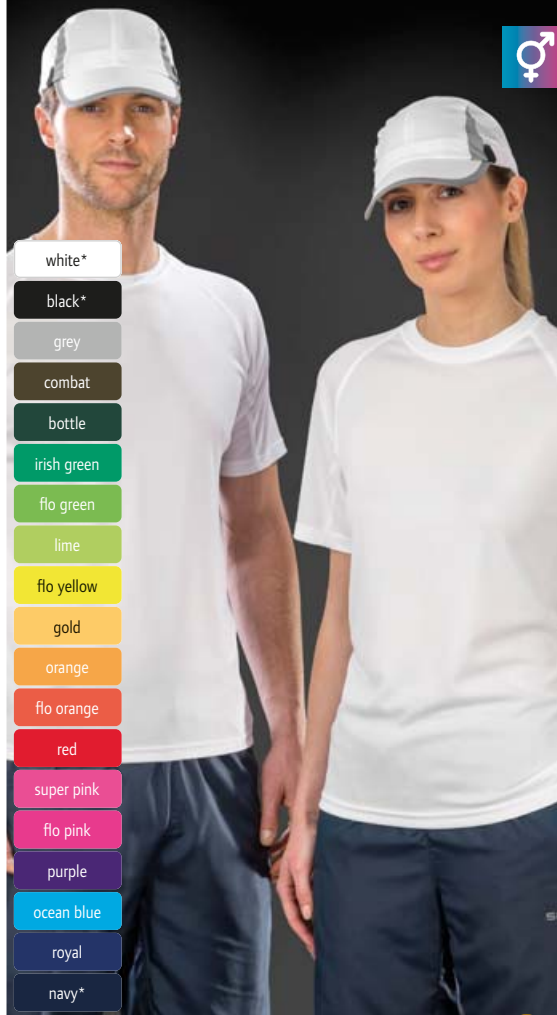 white*
black*
grey
combat
bottle
irish green
flo green
lime
flo yellow
gold
orange
flo orange
red
super pink
flo pink
purple
ocean blue
royal
navy*